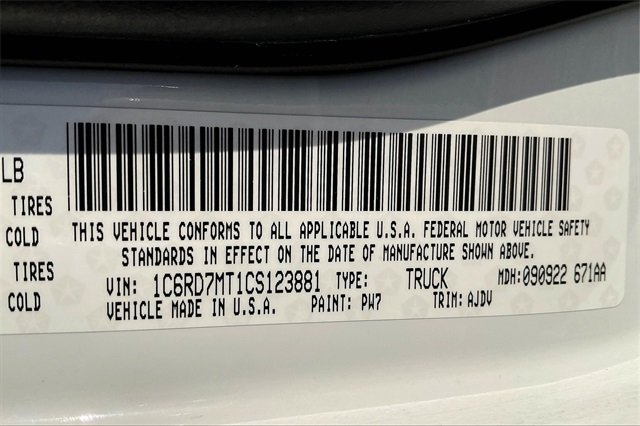 LB
TIRES
COLD
TIRES
COLD
THIS VEHICLE CONFORMS TO ALL APPLICABLE U.S.A. FEDERAL MOTOR VEHICLE SAFETY
STANDARDS IN EFFECT ON THE DATE OF MANUFACTURE SHOWN ABOVE.
VIN: 1C6RD7MT1CS123881 TYPE: TRUCK MDH:090922 671AA
VEHICLE MADE IN U.S.A. PAINT: PW7 TRIM: AJDV